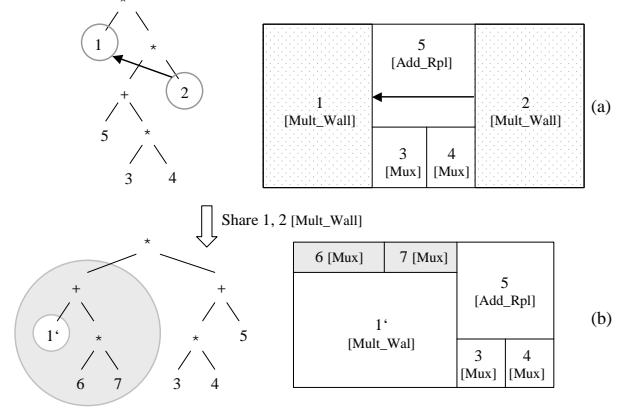 *
1
*
+
2
5
*
3
4
5
[Add_Rpl]
1
[Mult_Wall]
2
[Mult_Wall]
3
[Mux]
4
[Mux]
(a)
Share 1, 2 [Mult_Wall]
*
+
+
1‘
*
*
5
6
7
3
4
6 [Mux]
7 [Mux]
5
[Add_Rpl]
1‘
[Mult_Wal]
3
[Mux]
4
[Mux]
(b)